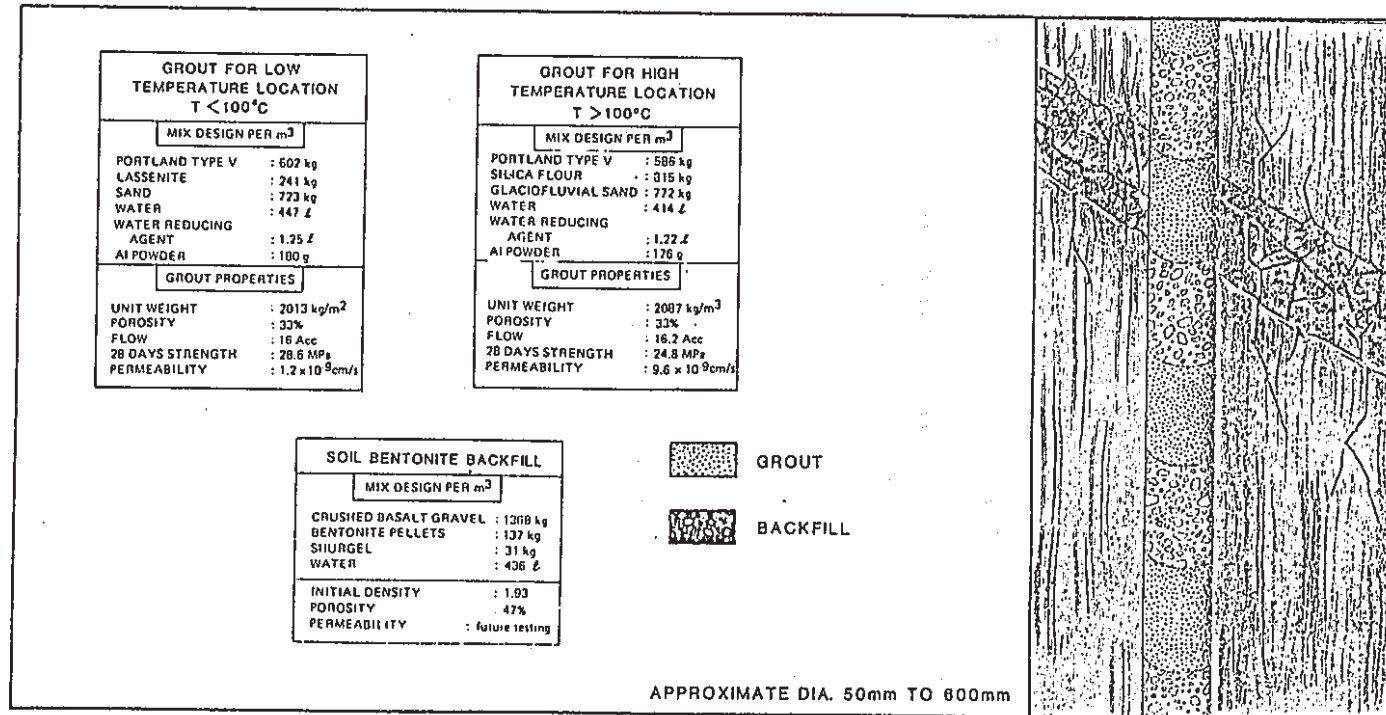 GROUT FOR LOW
TEMPERATURE LOCATION
T <100°C
MIX DESIGN PER m³
PORTLAND TYPE V : 602 kg
LASSENITE : 241 kg
SAND : 723 kg
WATER : 447 ℓ
WATER REDUCING
AGENT : 1.25 ℓ
Al POWDER : 180 g
GROUT PROPERTIES
UNIT WEIGHT : 2013 kg/m²
POROSITY : 33%
FLOW : 16 Acc
28 DAYS STRENGTH : 28.6 MPa
PERMEABILITY : 1.2 x 10⁻⁹cm/s
GROUT FOR HIGH
TEMPERATURE LOCATION
T >100°C
MIX DESIGN PER m³
PORTLAND TYPE V : 586 kg
SILICA FLOUR : 315 kg
GLACIOFLUVIAL SAND : 772 kg
WATER : 414 ℓ
WATER REDUCING
AGENT : 1.22 ℓ
Al POWDER : 176 g
GROUT PROPERTIES
UNIT WEIGHT : 2087 kg/m³
POROSITY : 33%
FLOW : 16.2 Acc
28 DAYS STRENGTH : 24.8 MPa
PERMEABILITY : 9.6 x 10⁻⁹cm/s
SOIL BENTONITE BACKFILL
MIX DESIGN PER m³
CRUSHED BASALT GRAVEL : 1308 kg
BENTONITE PELLETS : 137 kg
SHURGEL : 31 kg
WATER : 436 ℓ
INITIAL DENSITY : 1.93
POROSITY 47%
PERMEABILITY : future testing
GROUT
BACKFILL
APPROXIMATE DIA. 50mm TO 600mm